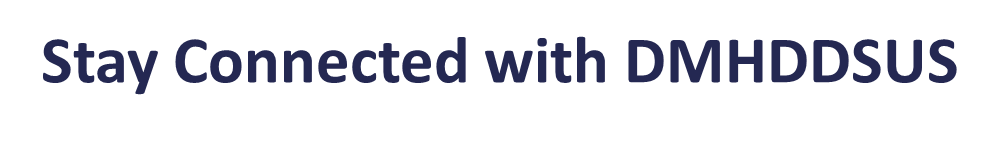 Stay Connected with DMHDDSUS